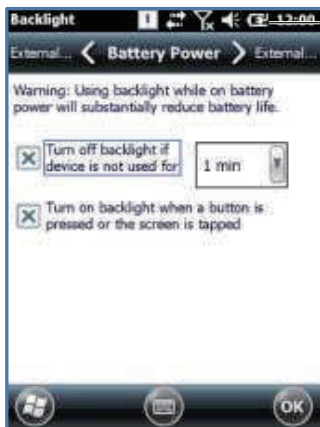 Backlight 12:00
External... Battery Power External...
Warning: Using backlight while on battery
power will substantially reduce battery life.
Turn off backlight if
device is not used for
1 min
Turn on backlight when a button is
pressed or the screen is tapped
OK